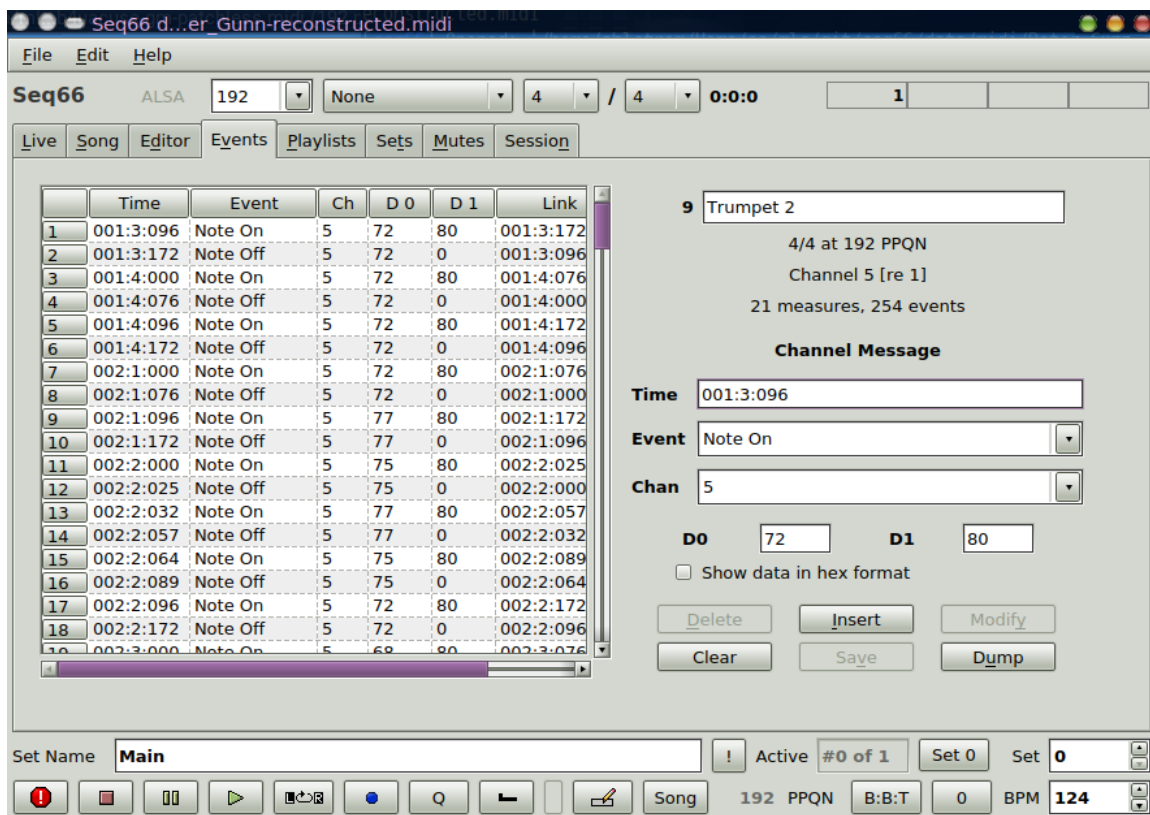 Seq66 d...er_Gunn-reconstructed.midi
File Edit Help
Seq66 ALSA 192 None 4 / 4 0:0:0 1
Live Song Editor Events Playlists Sets Mutes Session
Time Event Ch D 0 D 1 Link
1 001:3:096 Note On 5 72 80 001:3:172
2 001:3:172 Note Off 5 72 0 001:3:096
3 001:4:000 Note On 5 72 80 001:4:076
4 001:4:076 Note Off 5 72 0 001:4:000
5 001:4:096 Note On 5 72 80 001:4:172
6 001:4:172 Note Off 5 72 0 001:4:096
7 002:1:000 Note On 5 72 80 002:1:076
8 002:1:076 Note Off 5 72 0 002:1:000
9 002:1:096 Note On 5 77 80 002:1:172
10 002:1:172 Note Off 5 77 0 002:1:096
11 002:2:000 Note On 5 75 80 002:2:025
12 002:2:025 Note Off 5 75 0 002:2:000
13 002:2:032 Note On 5 77 80 002:2:057
14 002:2:057 Note Off 5 77 0 002:2:032
15 002:2:064 Note On 5 75 80 002:2:089
16 002:2:089 Note Off 5 75 0 002:2:064
17 002:2:096 Note On 5 72 80 002:2:172
18 002:2:172 Note Off 5 72 0 002:2:096
19 002:3:000 Note On 5 68 80 002:3:076
9 Trumpet 2
4/4 at 192 PPQN
Channel 5 [re 1]
21 measures, 254 events
Channel Message
Time 001:3:096
Event Note On
Chan 5
D0 72 D1 80
Show data in hex format
Delete Insert Modify
Clear Save Dump
Set Name Main ! Active #0 of 1 Set 0 Set 0
Q Song 192 PPQN B:B:T 0 BPM 124